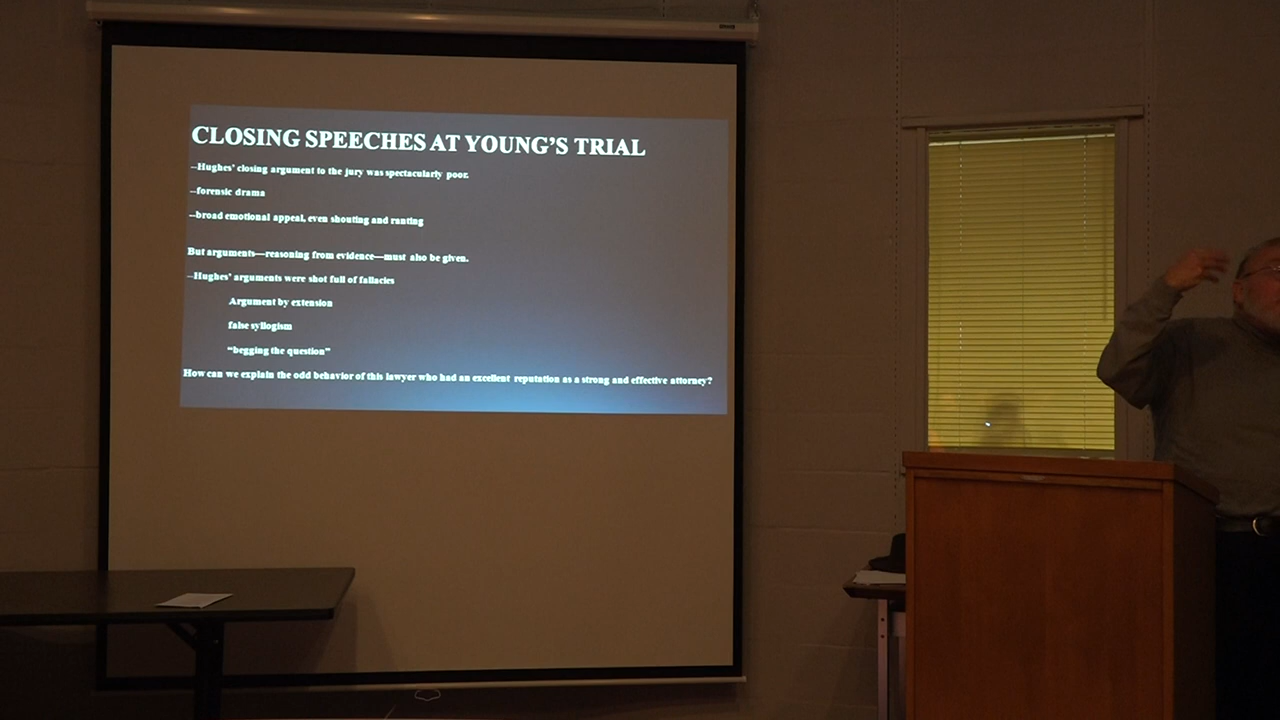 CLOSING SPEECHES AT YOUNG'S TRIAL
--Hughes' closing argument to the jury was spectacularly poor.
--forensic drama
--broad emotional appeal, even shouting and ranting
But arguments—reasoning from evidence—must also be given.
--Hughes' arguments were shot full of fallacies
Argument by extension
false syllogism
"begging the question"
How can we explain the odd behavior of this lawyer who had an excellent reputation as a strong and effective attorney?